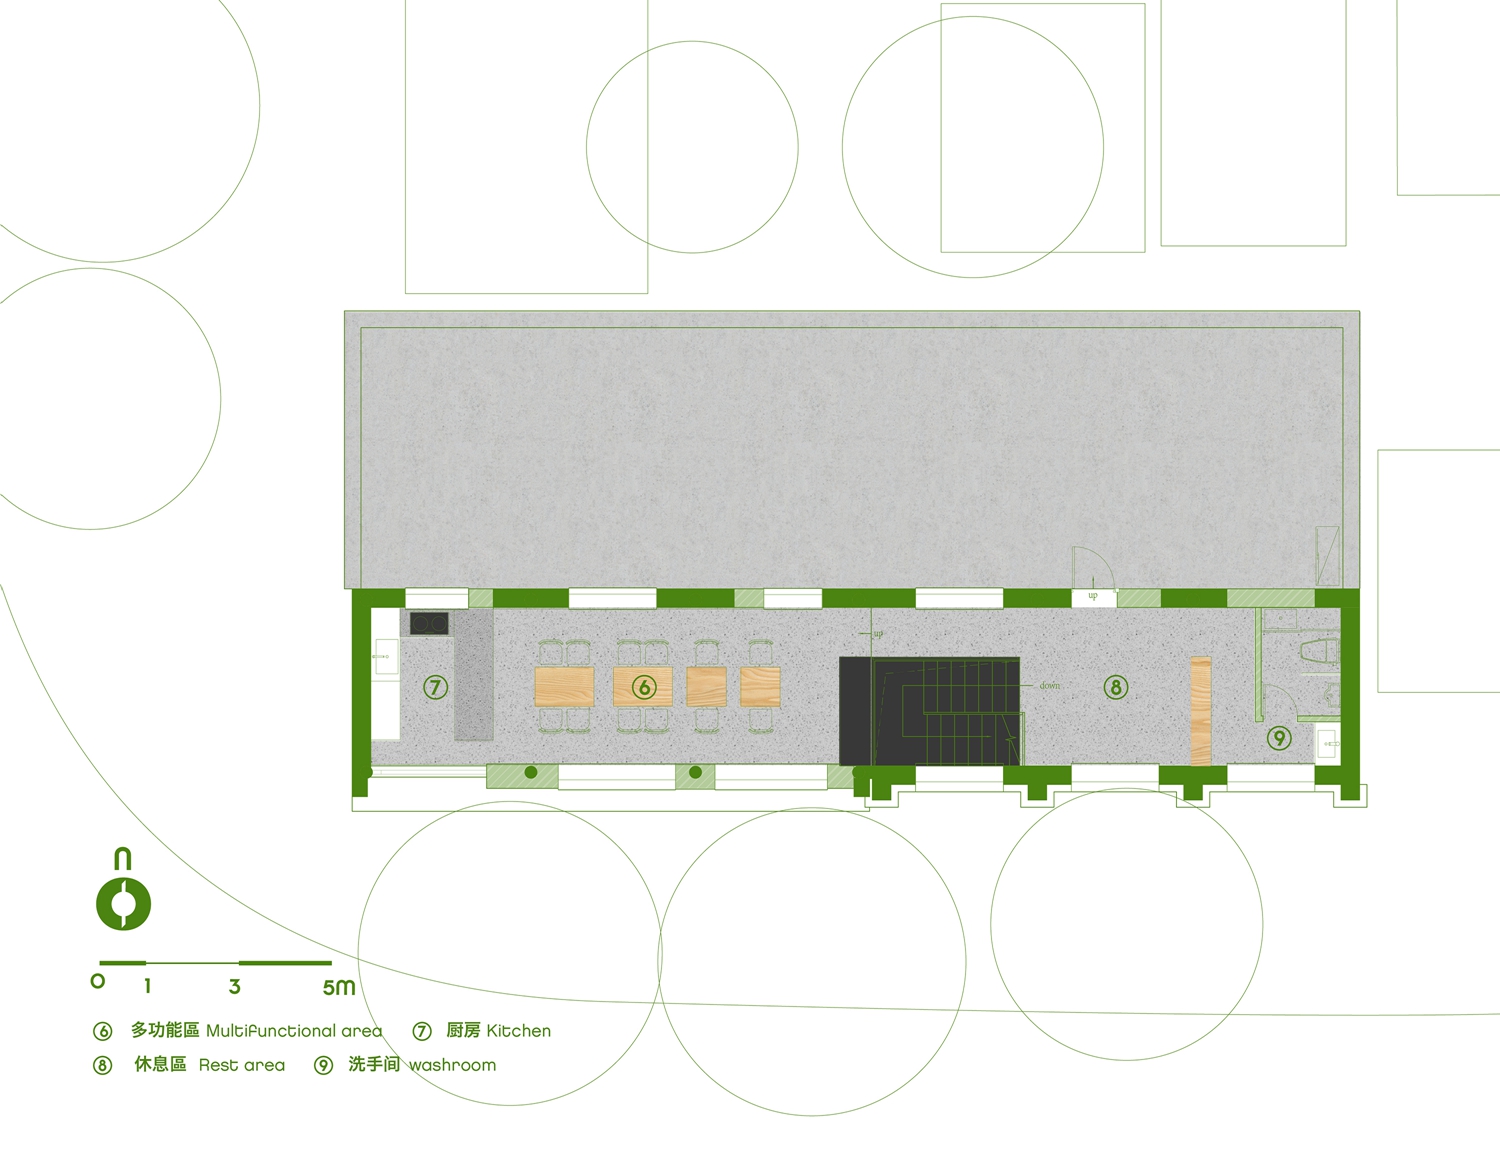 up
up
⑦
⑥
down
⑧
⑨
n
0 1 3 5m
⑥ 多功能區 Multifunctional area ⑦ 厨房 Kitchen
⑧ 休息區 Rest area ⑨ 洗手间 washroom